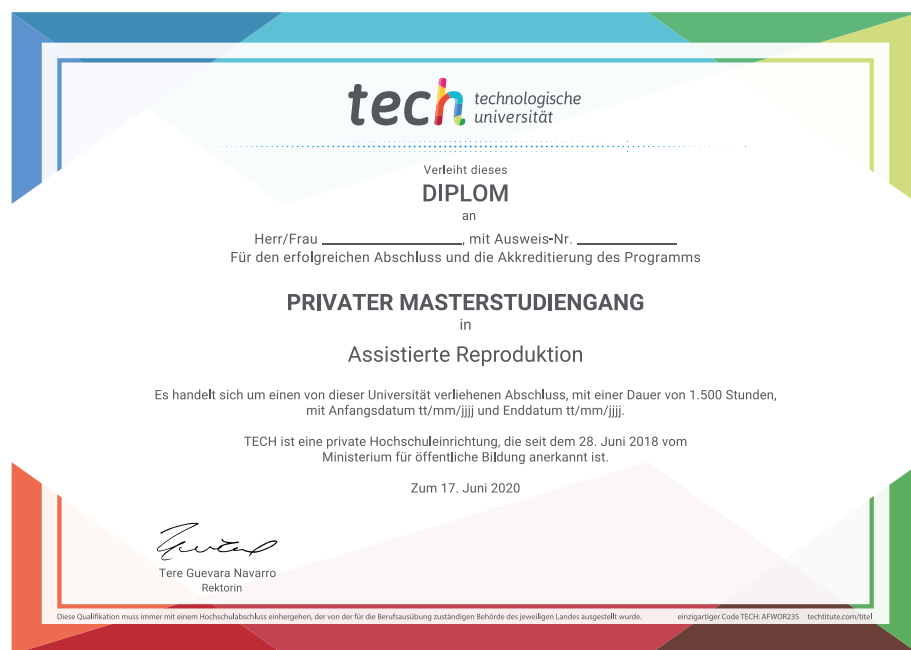 tech technologische
universität
Verleiht dieses
DIPLOM
an
Herr/Frau ________________, mit Ausweis-Nr. ____________
Für den erfolgreichen Abschluss und die Akkreditierung des Programms
PRIVATER MASTERSTUDIENGANG
in
Assistierte Reproduktion
Es handelt sich um einen von dieser Universität verliehenen Abschluss, mit einer Dauer von 1.500 Stunden,
mit Anfangsdatum tt/mm/jjjj und Enddatum tt/mm/jjjj.
TECH ist eine private Hochschuleinrichtung, die seit dem 28. Juni 2018 vom
Ministerium für öffentliche Bildung anerkannt ist.
Zum 17. Juni 2020
Tere Guevara Navarro
Rektorin
Diese Qualifikation muss immer mit einem Hochschulabschluss einhergehen, der von der für die Berufsausübung zuständigen Behörde des jeweiligen Landes ausgestellt wurde. einzigartiger Code TECH: AFWOR23S techtitute.com/titel